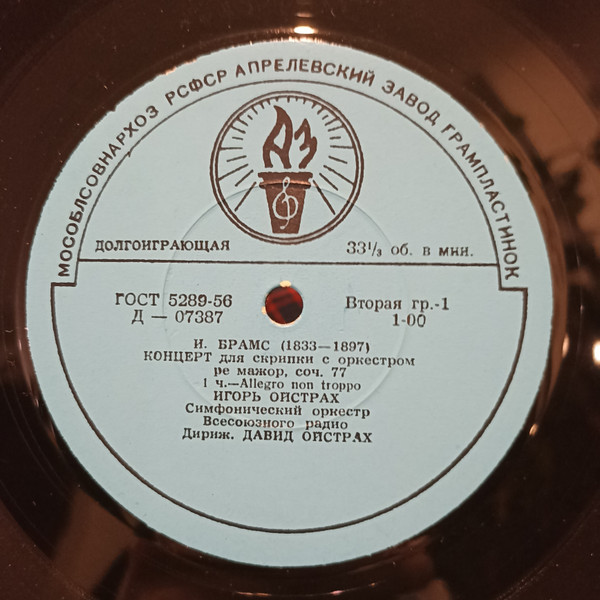 МОСОБЛСОВНАРХОЗ РСФСР АПРЕЛЕВСКИЙ ЗАВОД ГРАМПЛАСТИНОК
АЗ
ДОЛГОИГРАЮЩАЯ 33⅓ об. в мин.
ГОСТ 5289-56 Вторая гр.-1
Д — 07387 1-00
И. БРАМС (1833—1897)
КОНЦЕРТ для скрипки с оркестром
ре мажор, соч. 77
1 ч.—Allegro non troppo
ИГОРЬ ОЙСТРАХ
Симфонический оркестр
Всесоюзного радио
Дириж. ДАВИД ОЙСТРАХ